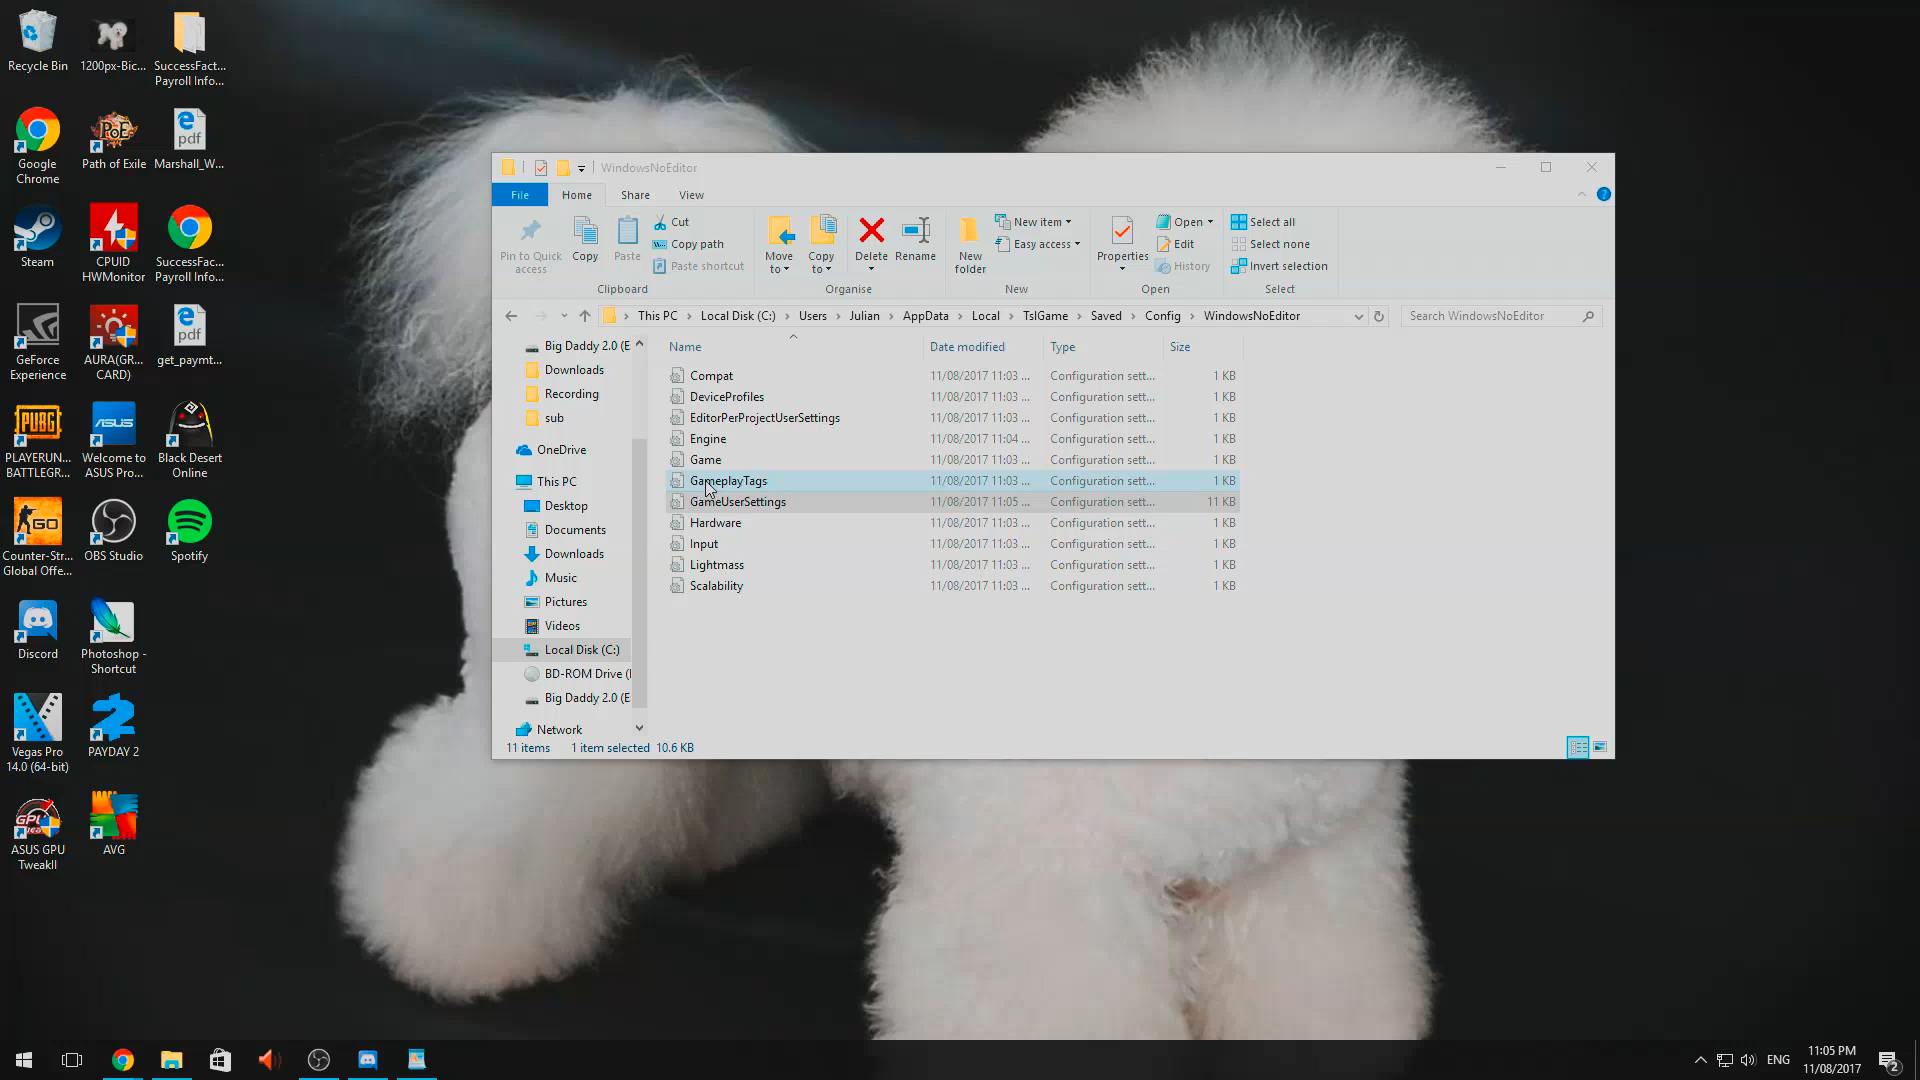 Recycle Bin
1200px-Bic...
SuccessFact...
Payroll Info...
Google
Chrome
Path of Exile
Marshall_W...
Steam
CPUID
HWMonitor
SuccessFac...
Payroll Info...
GeForce
Experience
AURA(GR...
CARD)
get_paymt...
PLAYERUN...
BATTLEGR...
Welcome to
ASUS Pro...
Black Desert
Online
Counter-Str...
Global Offe...
OBS Studio
Spotify
Discord
Photoshop -
Shortcut
Vegas Pro
14.0 (64-bit)
PAYDAY 2
ASUS GPU
TweakII
AVG
WindowsNoEditor
File Home Share View
Pin to Quick
access
Copy
Paste
Cut
Copy path
Paste shortcut
Clipboard
Move
to
Copy
to
Delete
Rename
Organise
New
folder
New item
Easy access
New
Properties
Open
Edit
History
Open
Select all
Select none
Invert selection
Select
This PC > Local Disk (C:) > Users > Julian > AppData > Local > TslGame > Saved > Config > WindowsNoEditor
Search WindowsNoEditor
Big Daddy 2.0 (E
Downloads
Recording
sub
OneDrive
This PC
Desktop
Documents
Downloads
Music
Pictures
Videos
Local Disk (C:)
BD-ROM Drive (
Big Daddy 2.0 (E
Network
Name Date modified Type Size
Compat 11/08/2017 11:03 ... Configuration sett... 1 KB
DeviceProfiles 11/08/2017 11:03 ... Configuration sett... 1 KB
EditorPerProjectUserSettings 11/08/2017 11:03 ... Configuration sett... 1 KB
Engine 11/08/2017 11:04 ... Configuration sett... 1 KB
Game 11/08/2017 11:03 ... Configuration sett... 1 KB
GameplayTags 11/08/2017 11:03 ... Configuration sett... 1 KB
GameUserSettings 11/08/2017 11:05 ... Configuration sett... 11 KB
Hardware 11/08/2017 11:03 ... Configuration sett... 1 KB
Input 11/08/2017 11:03 ... Configuration sett... 1 KB
Lightmass 11/08/2017 11:03 ... Configuration sett... 1 KB
Scalability 11/08/2017 11:03 ... Configuration sett... 1 KB
11 items 1 item selected 10.6 KB
ENG
11:05 PM
11/08/2017
2